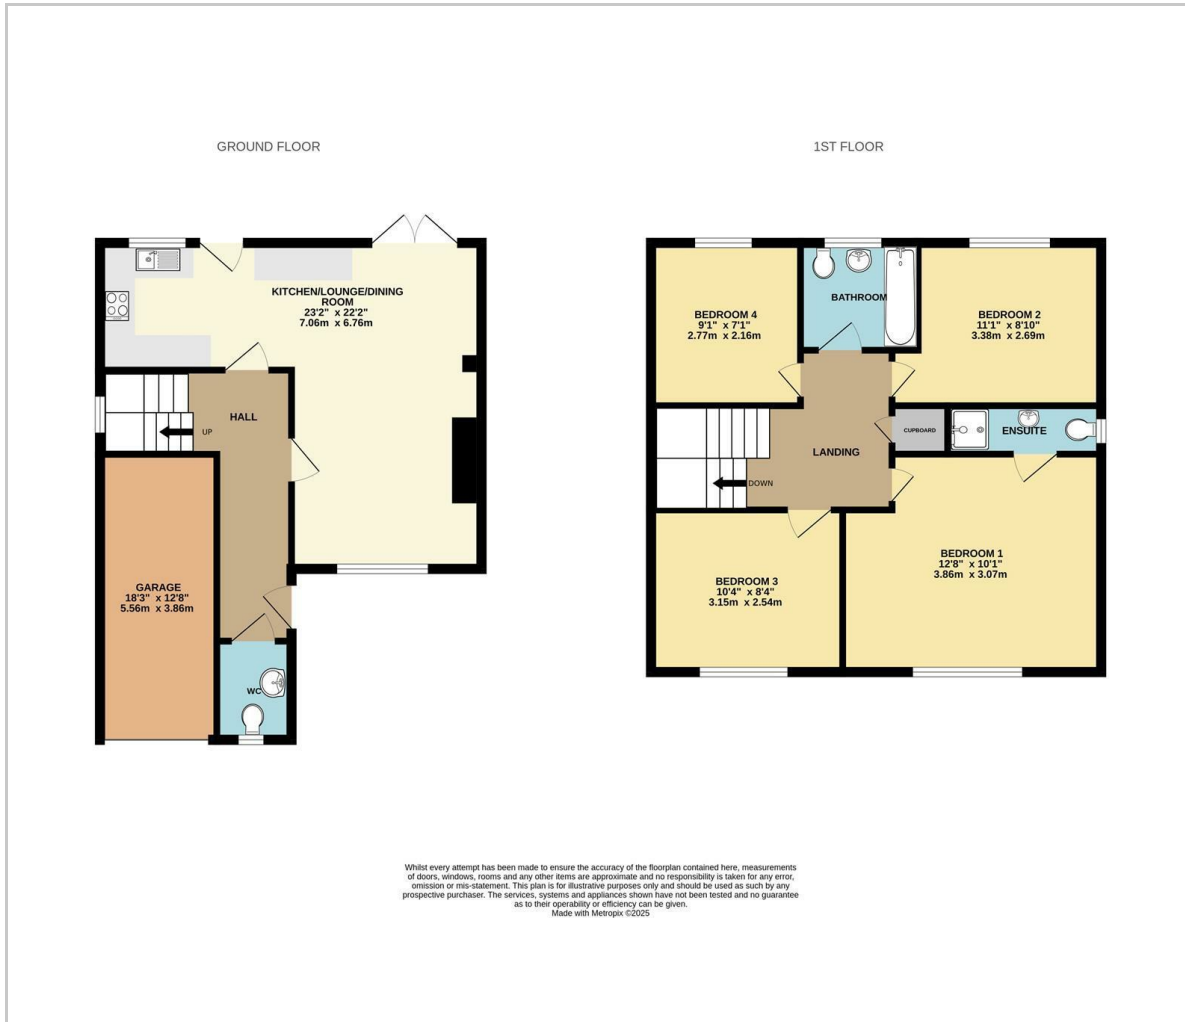 GROUND FLOOR
KITCHEN/LOUNGE/DINING
ROOM
23'2" x 22'2"
7.06m x 6.76m
HALL
UP
GARAGE
18'3" x 12'8"
5.56m x 3.86m
WC
1ST FLOOR
BEDROOM 4
9'1" x 7'1"
2.77m x 2.16m
BATHROOM
BEDROOM 2
11'1" x 8'10"
3.38m x 2.69m
CUPBOARD
ENSUITE
LANDING
DOWN
BEDROOM 3
10'4" x 8'4"
3.15m x 2.54m
BEDROOM 1
12'8" x 10'1"
3.86m x 3.07m
Whilst every attempt has been made to ensure the accuracy of the floorplan contained here, measurements
of doors, windows, rooms and any other items are approximate and no responsibility is taken for any error,
omission or mis-statement. This plan is for illustrative purposes only and should be used as such by any
prospective purchaser. The services, systems and appliances shown have not been tested and no guarantee
as to their operability or efficiency can be given.
Made with Metropix ©2025